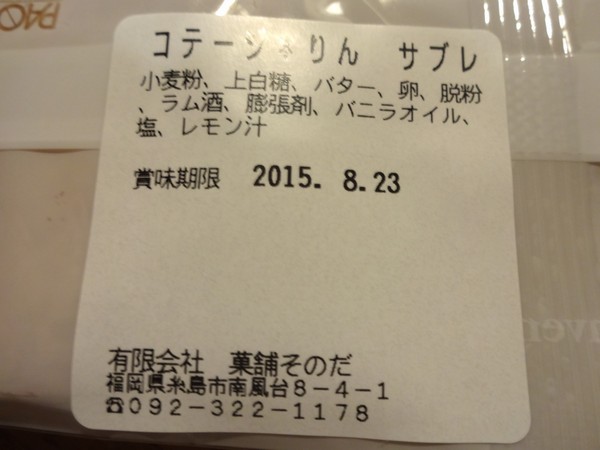 コテージ*りん サブレ
小麦粉、上白糖、バター、卵、脱粉
、ラム酒、膨張剤、バニラオイル、
塩、レモン汁
賞味期限 2015. 8.23
有限会社 菓舗そのだ
福岡県糸島市南風台8-4-1
☎092-322-1178